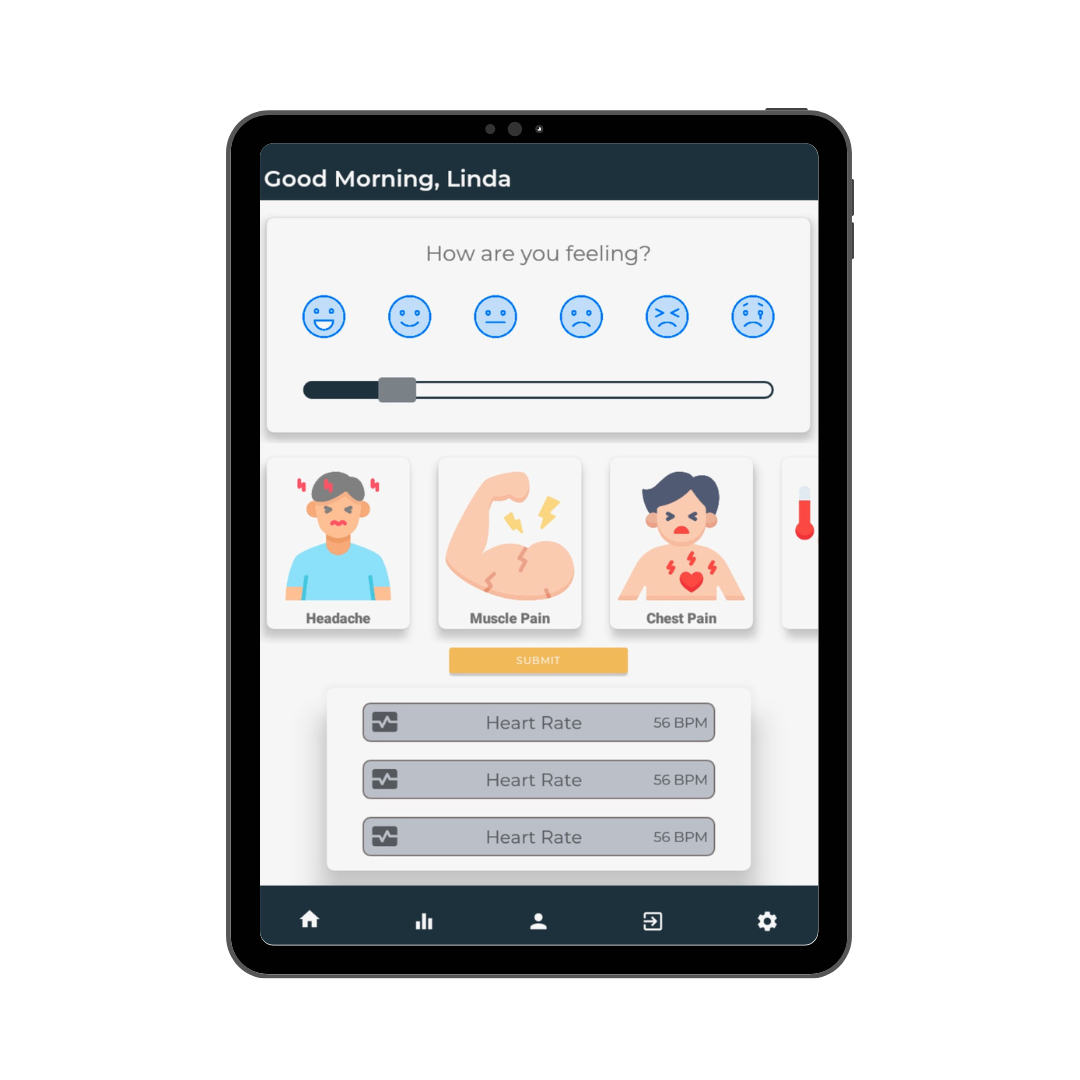 Good Morning, Linda
How are you feeling?
Headache
Muscle Pain
Chest Pain
SUBMIT
Heart Rate 56 BPM
Heart Rate 56 BPM
Heart Rate 56 BPM